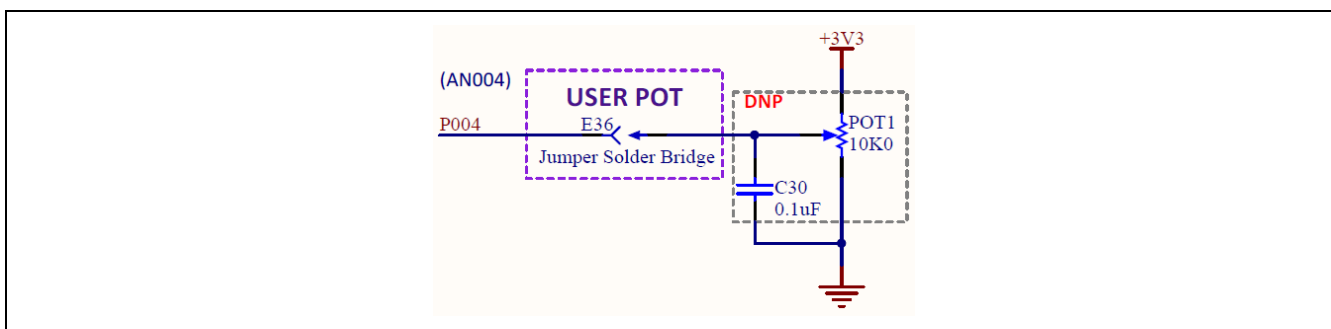 +3V3
(AN004)
USER POT
DNP
P004
E36
POT1
10K0
Jumper Solder Bridge
C30
0.1uF